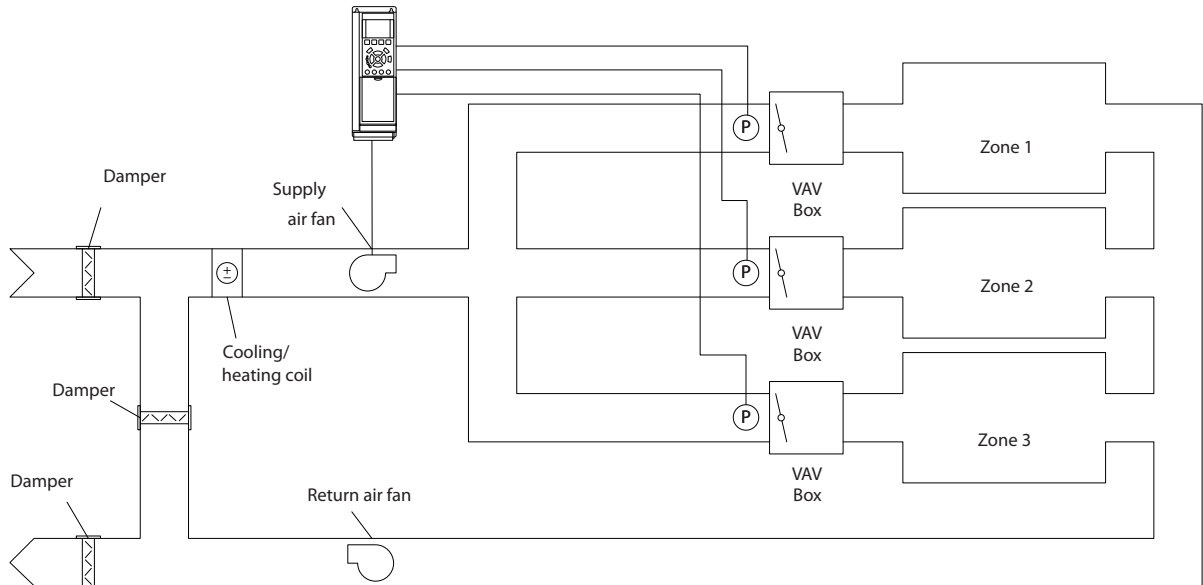 Damper
Supply
air fan
P
VAV
Box
Zone 1
P
VAV
Box
Zone 2
Cooling/
heating coil
Damper
P
VAV
Box
Zone 3
Damper
Return air fan